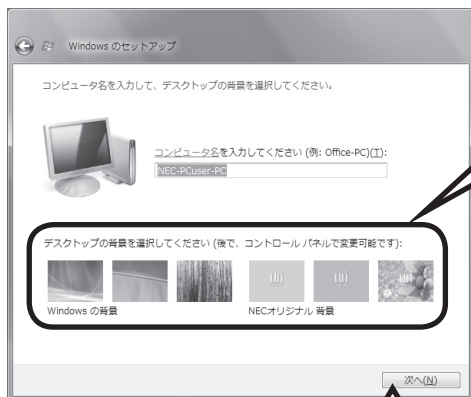 Windows のセットアップ
コンピュータ名を入力して、デスクトップの背景を選択してください。
コンピュータ名を入力してください (例: Office-PC)(T):
NEC-PCuser-PC
デスクトップの背景を選択してください (後で、コントロール パネルで変更可能です):
Windows の背景
NECオリジナル 背景
次へ(N)